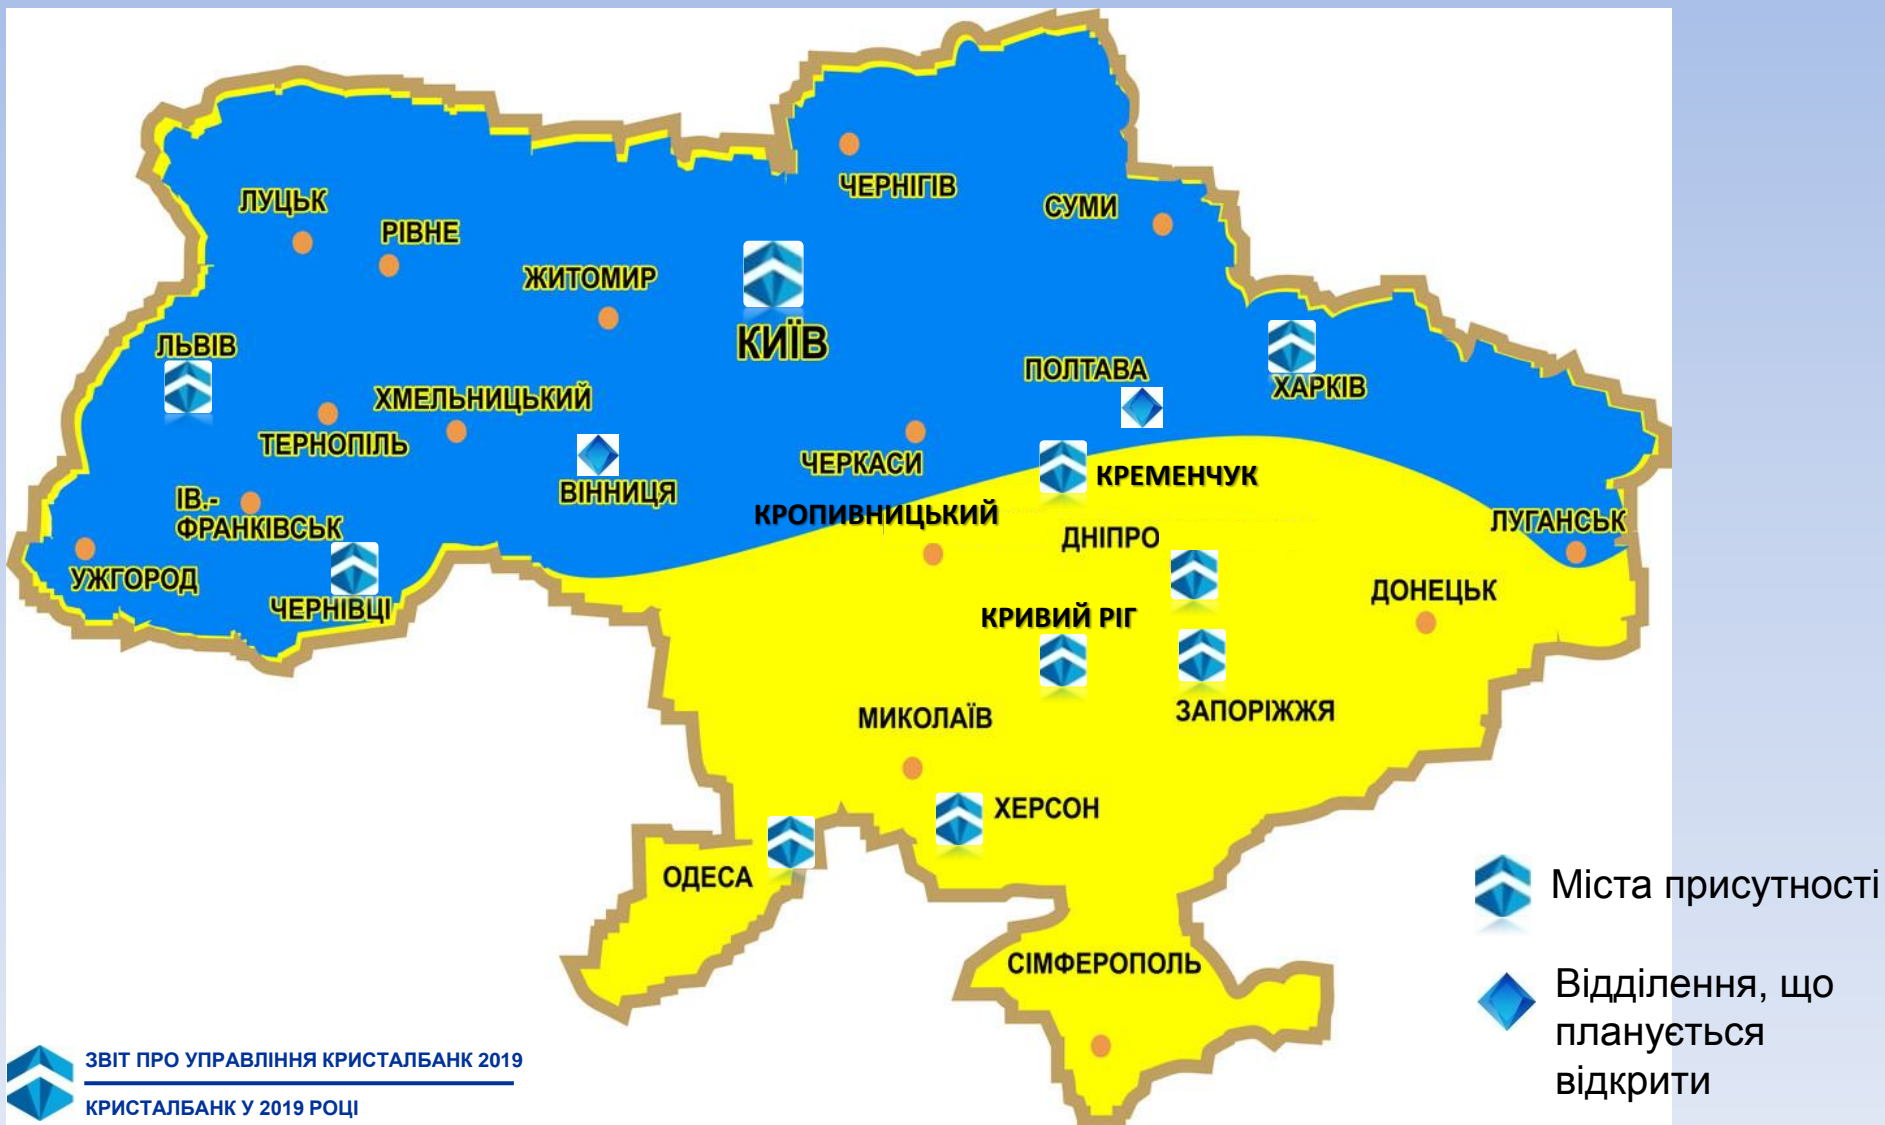 ЧЕРНІГІВ
ЛУЦЬК
СУМИ
РІВНЕ
ЖИТОМИР
КИЇВ
ЛЬВІВ
ПОЛТАВА
ХАРКІВ
ХМЕЛЬНИЦЬКИЙ
ТЕРНОПІЛЬ
ЧЕРКАСИ
КРЕМЕНЧУК
ВІННИЦЯ
ІВ.-
ФРАНКІВСЬК
КРОПИВНИЦЬКИЙ
ЛУГАНСЬК
ДНІПРО
УЖГОРОД
ДОНЕЦЬК
ЧЕРНІВЦІ
КРИВИЙ РІГ
МИКОЛАЇВ
ЗАПОРІЖЖЯ
ХЕРСОН
ОДЕСА
СІМФЕРОПОЛЬ
Міста присутності
Відділення, що
планується
відкрити
ЗВІТ ПРО УПРАВЛІННЯ КРИСТАЛБАНК 2019
КРИСТАЛБАНК У 2019 РОЦІ